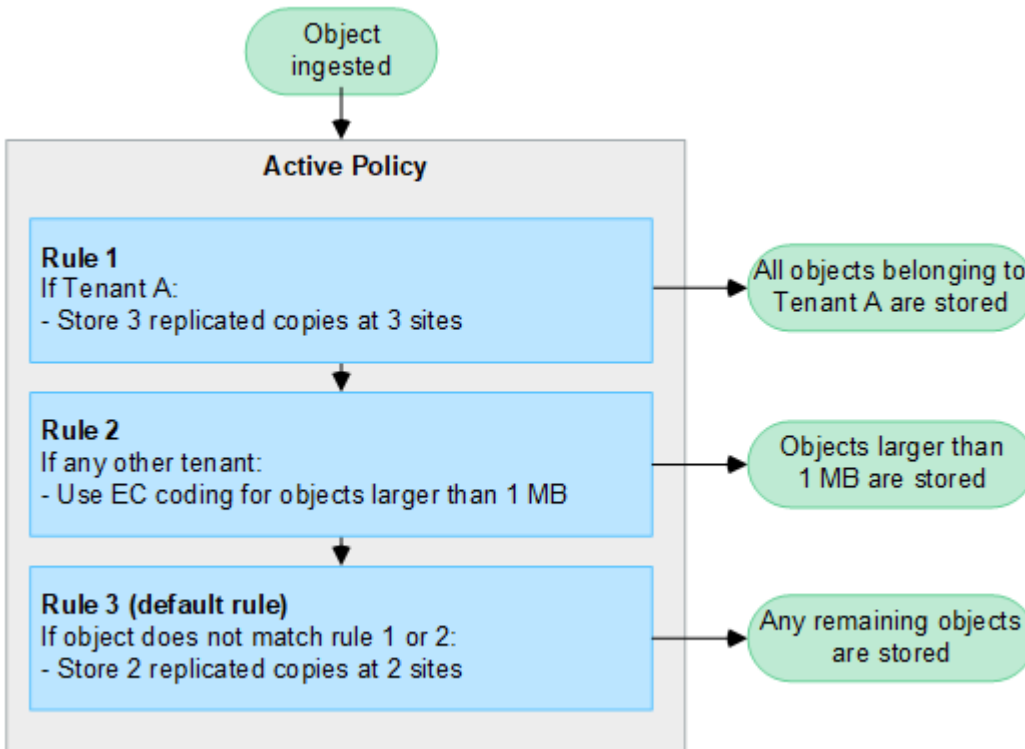 Object
ingested
Active Policy
Rule 1
If Tenant A:
- Store 3 replicated copies at 3 sites
All objects belonging to
Tenant A are stored
Rule 2
If any other tenant:
- Use EC coding for objects larger than 1 MB
Objects larger than
1 MB are stored
Rule 3 (default rule)
If object does not match rule 1 or 2:
- Store 2 replicated copies at 2 sites
Any remaining objects
are stored